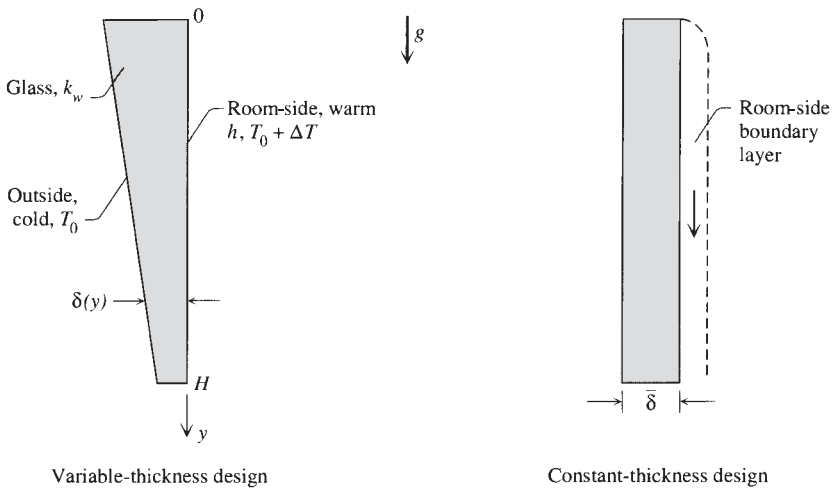 0
g
Glass, k_w
Room-side, warm
h, T_0 + ΔT
Outside,
cold, T_0
δ(y)
H
y
Variable-thickness design
Room-side
boundary
layer
δ̄
Constant-thickness design